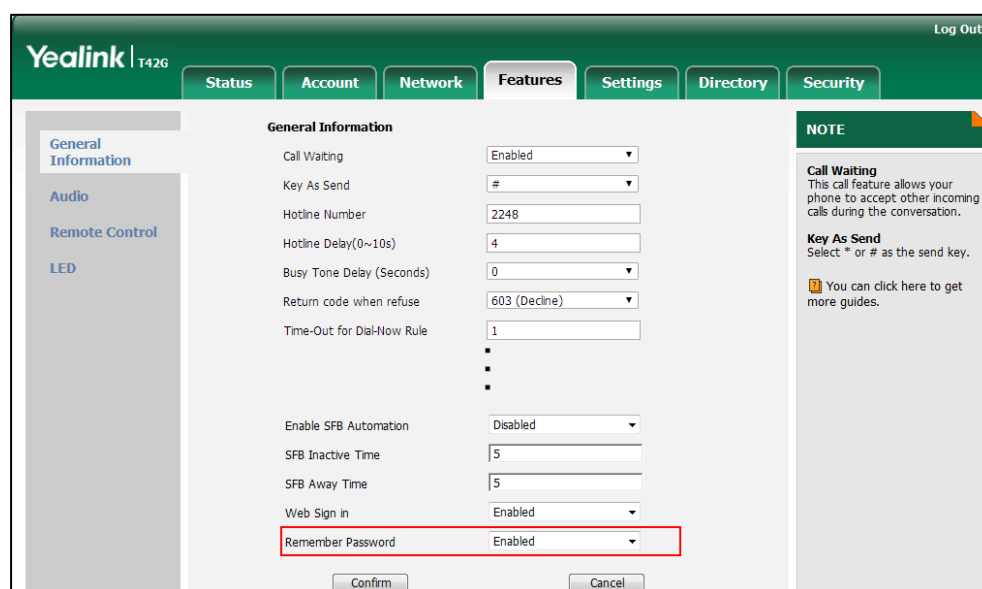 Log Out
Yealink | T42G
Status Account Network Features Settings Directory Security
General
Information
Audio
Remote Control
LED
General Information
Call Waiting Enabled
Key As Send #
Hotline Number 2248
Hotline Delay(0~10s) 4
Busy Tone Delay (Seconds) 0
Return code when refuse 603 (Decline)
Time-Out for Dial-Now Rule 1
Enable SFB Automation Disabled
SFB Inactive Time 5
SFB Away Time 5
Web Sign in Enabled
Remember Password Enabled
Confirm Cancel
NOTE
Call Waiting
This call feature allows your
phone to accept other incoming
calls during the conversation.
Key As Send
Select * or # as the send key.
You can click here to get
more guides.